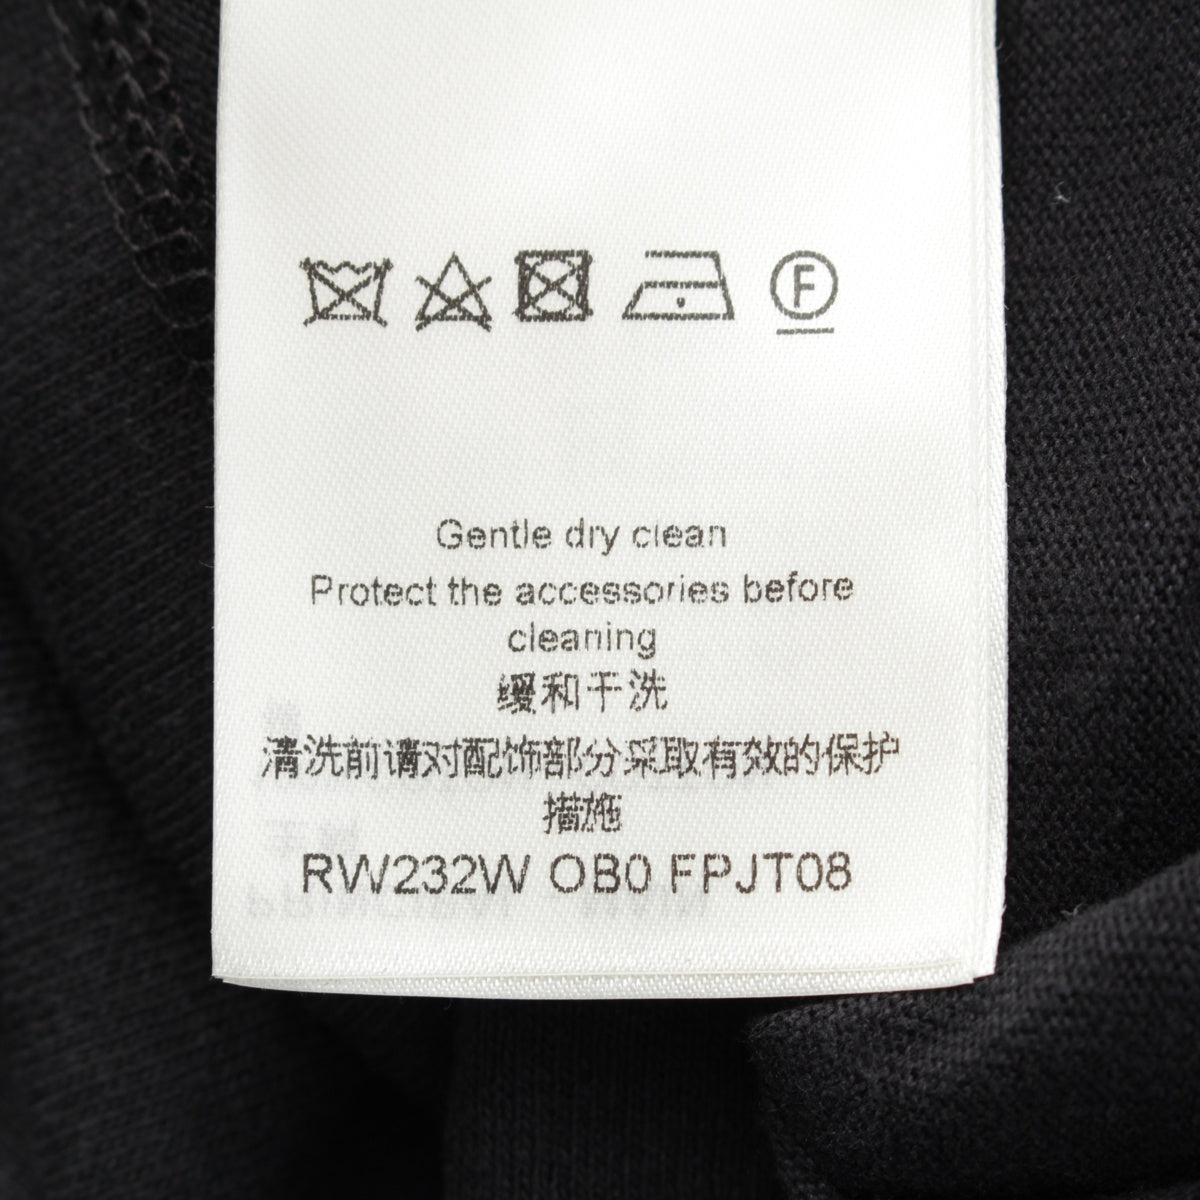 F
Gentle dry clean
Protect the accessories before
cleaning
缓和干洗
清洗前请对配饰部分采取有效的保护
措施
RW232W OB0 FPJT08